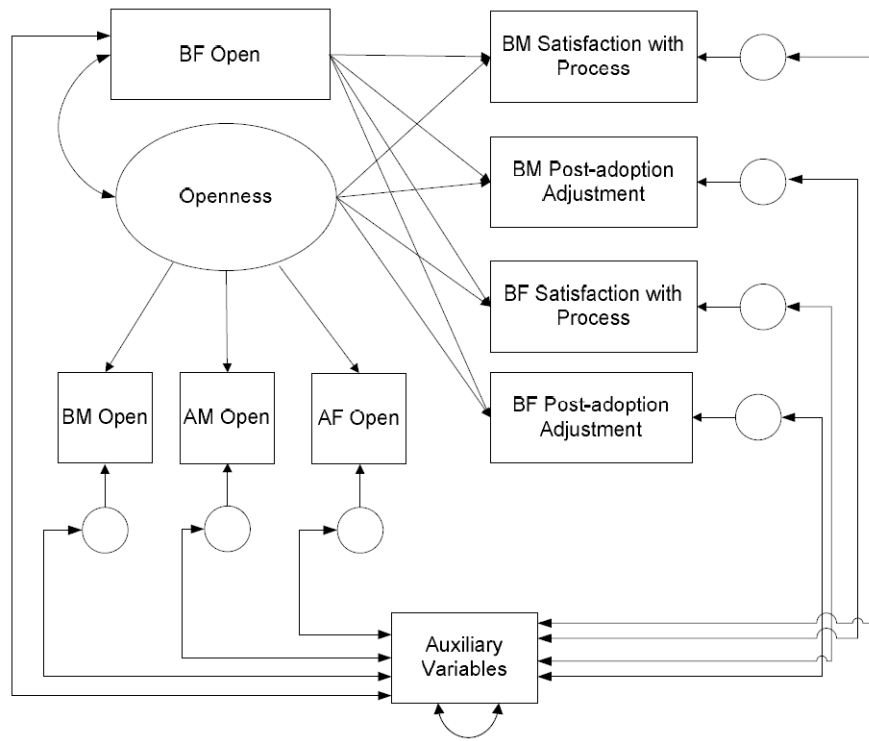 BF Open
BM Satisfaction with
Process
Openness
BM Post-adoption
Adjustment
BF Satisfaction with
Process
BM Open
AM Open
AF Open
BF Post-adoption
Adjustment
Auxiliary
Variables